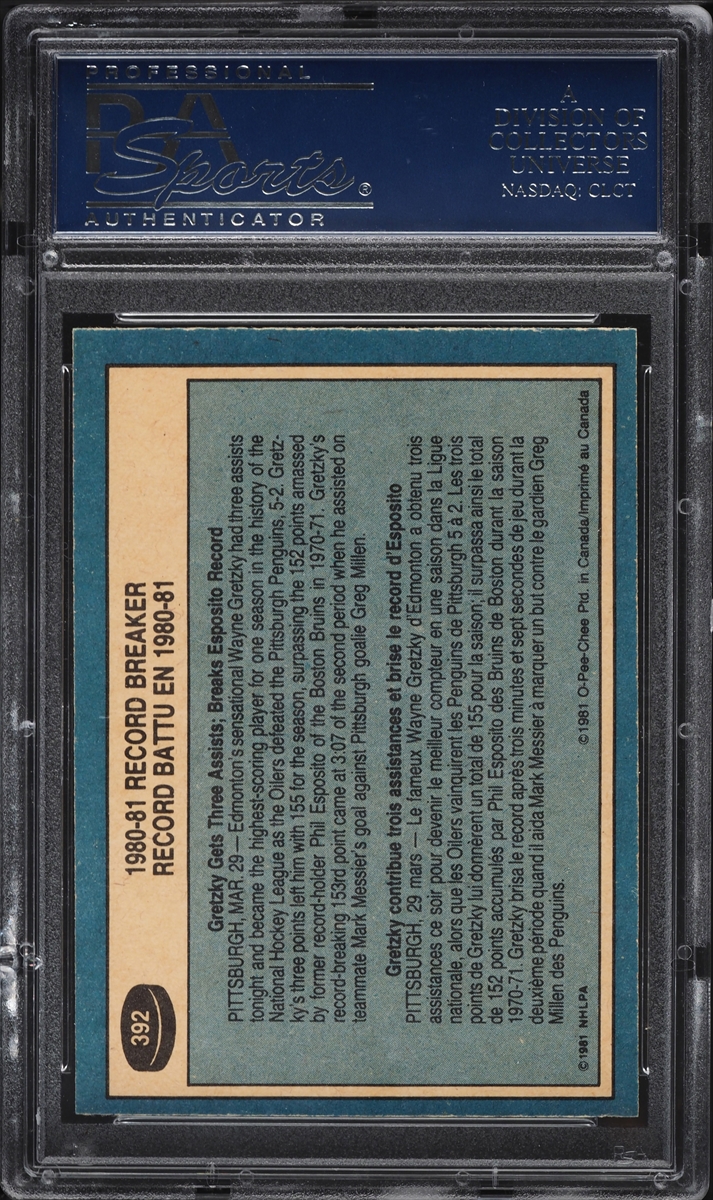 PROFESSIONAL
PSA
Sports®
AUTHENTICATOR
A
DIVISION OF
COLLECTORS
UNIVERSE
NASDAQ: CLCT
392
1980-81 RECORD BREAKER
RECORD BATTU EN 1980-81
Gretzky Gets Three Assists; Breaks Esposito Record
PITTSBURGH, MAR. 29 — Edmonton's sensational Wayne Gretzky had three assists
tonight and became the highest-scoring player for one season in the history of the
National Hockey League as the Oilers defeated the Pittsburgh Penguins, 5-2. Gretz-
ky's three points left him with 155 for the season, surpassing the 152 points amassed
by former record-holder Phil Esposito of the Boston Bruins in 1970-71. Gretzky's
record-breaking 153rd point came at 3:07 of the second period when he assisted on
teammate Mark Messier's goal against Pittsburgh goalie Greg Millen.
Gretzky contribue trois assistances et brise le record d'Esposito
PITTSBURGH, 29 mars — Le fameux Wayne Gretzky d'Edmonton a obtenu trois
assistances ce soir pour devenir le meilleur compteur en une saison dans la Ligue
nationale, alors que les Oilers vainquirent les Penguins de Pittsburgh 5 à 2. Les trois
points de Gretzky lui donnèrent un total de 155 pour la saison; il surpassa ainsi le total
de 152 points accumulés par Phil Esposito des Bruins de Boston durant la saison
1970-71. Gretzky brisa le record après trois minutes et sept secondes de jeu durant la
deuxième période quand il aida Mark Messier à marquer un but contre le gardien Greg
Millen des Penguins.
©1981 NHLPA
©1981 O-Pee-Chee Ptd. in Canada/Imprimé au Canada